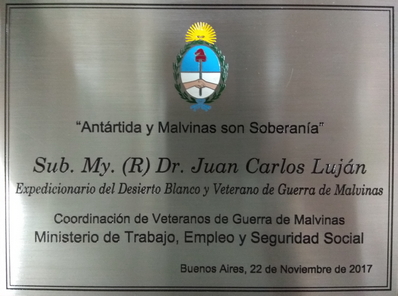 “Antártida y Malvinas son Soberanía”
Sub. My. (R) Dr. Juan Carlos Luján
Expedicionario del Desierto Blanco y Veterano de Guerra de Malvinas
Coordinación de Veteranos de Guerra de Malvinas
Ministerio de Trabajo, Empleo y Seguridad Social
Buenos Aires, 22 de Noviembre de 2017